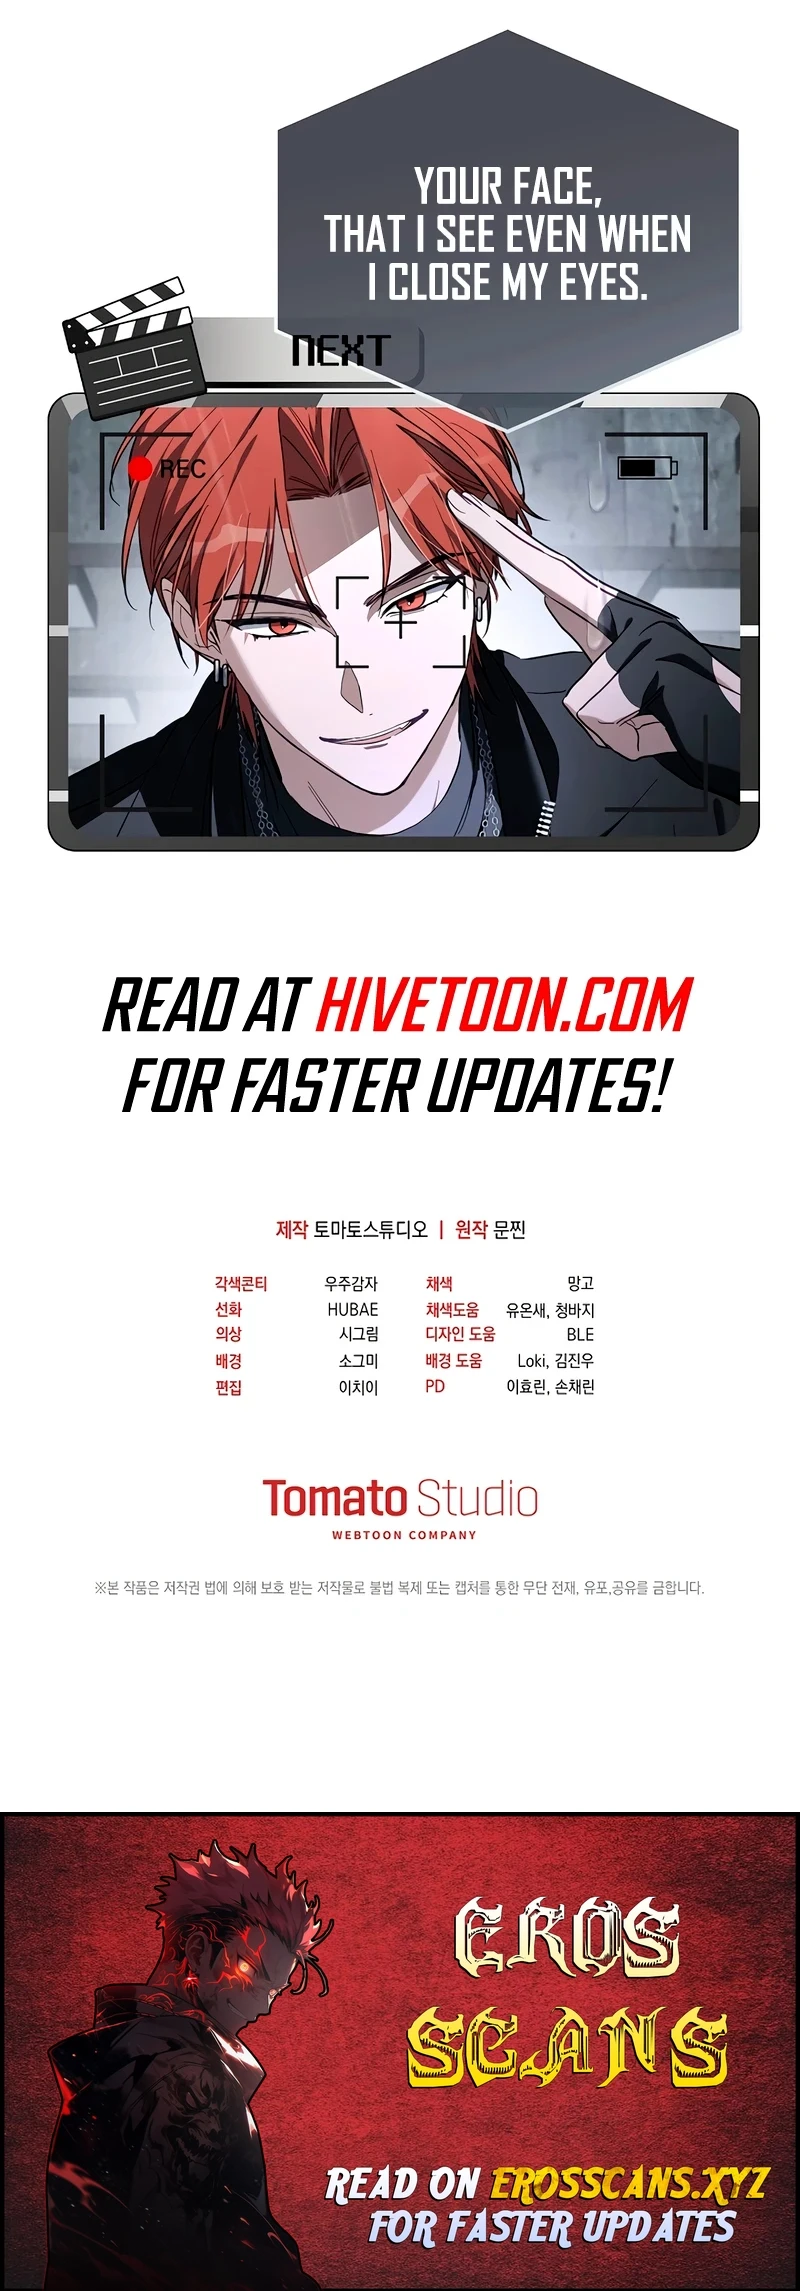 YOUR FACE,
THAT I SEE EVEN WHEN
I CLOSE MY EYES.
NEXT
REC
READ AT HIVETOON.COM
FOR FASTER UPDATES!
제작 토마토스튜디오 | 원작 문찐
각색콘티 우주감자 채색 망고
선화 HUBAE 채색도움 유온새, 청바지
의상 시그림 디자인 도움 BLE
배경 소그미 배경 도움 Loki, 김진우
편집 이치이 PD 이효린, 손채린
Tomato Studio
WEBTOON COMPANY
※본 작품은 저작권 법에 의해 보호 받는 저작물로 불법 복제 또는 캡처를 통한 무단 전재, 유포,공유를 금합니다.
EROS
SCANS
READ ON EROSSCANS.XYZ
FOR FASTER UPDATES